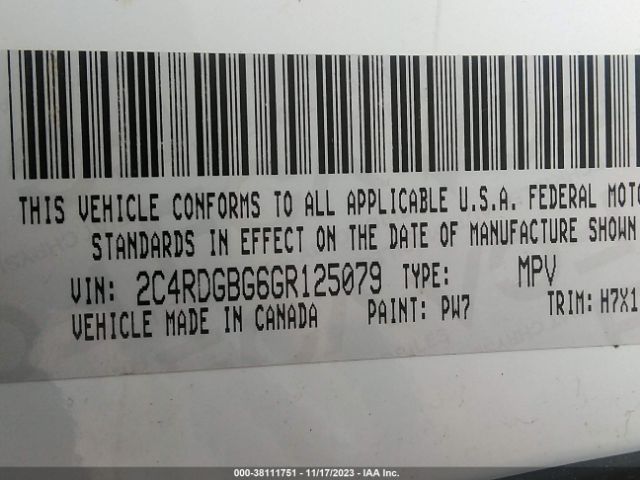 THIS VEHICLE CONFORMS TO ALL APPLICABLE U.S.A. FEDERAL MOTO
STANDARDS IN EFFECT ON THE DATE OF MANUFACTURE SHOWN
VIN: 2C4RDGBG6GR125079 TYPE: MPV
VEHICLE MADE IN CANADA PAINT: PW7 TRIM: H7X1
000-38111751 - 11/17/2023 - IAA Inc.